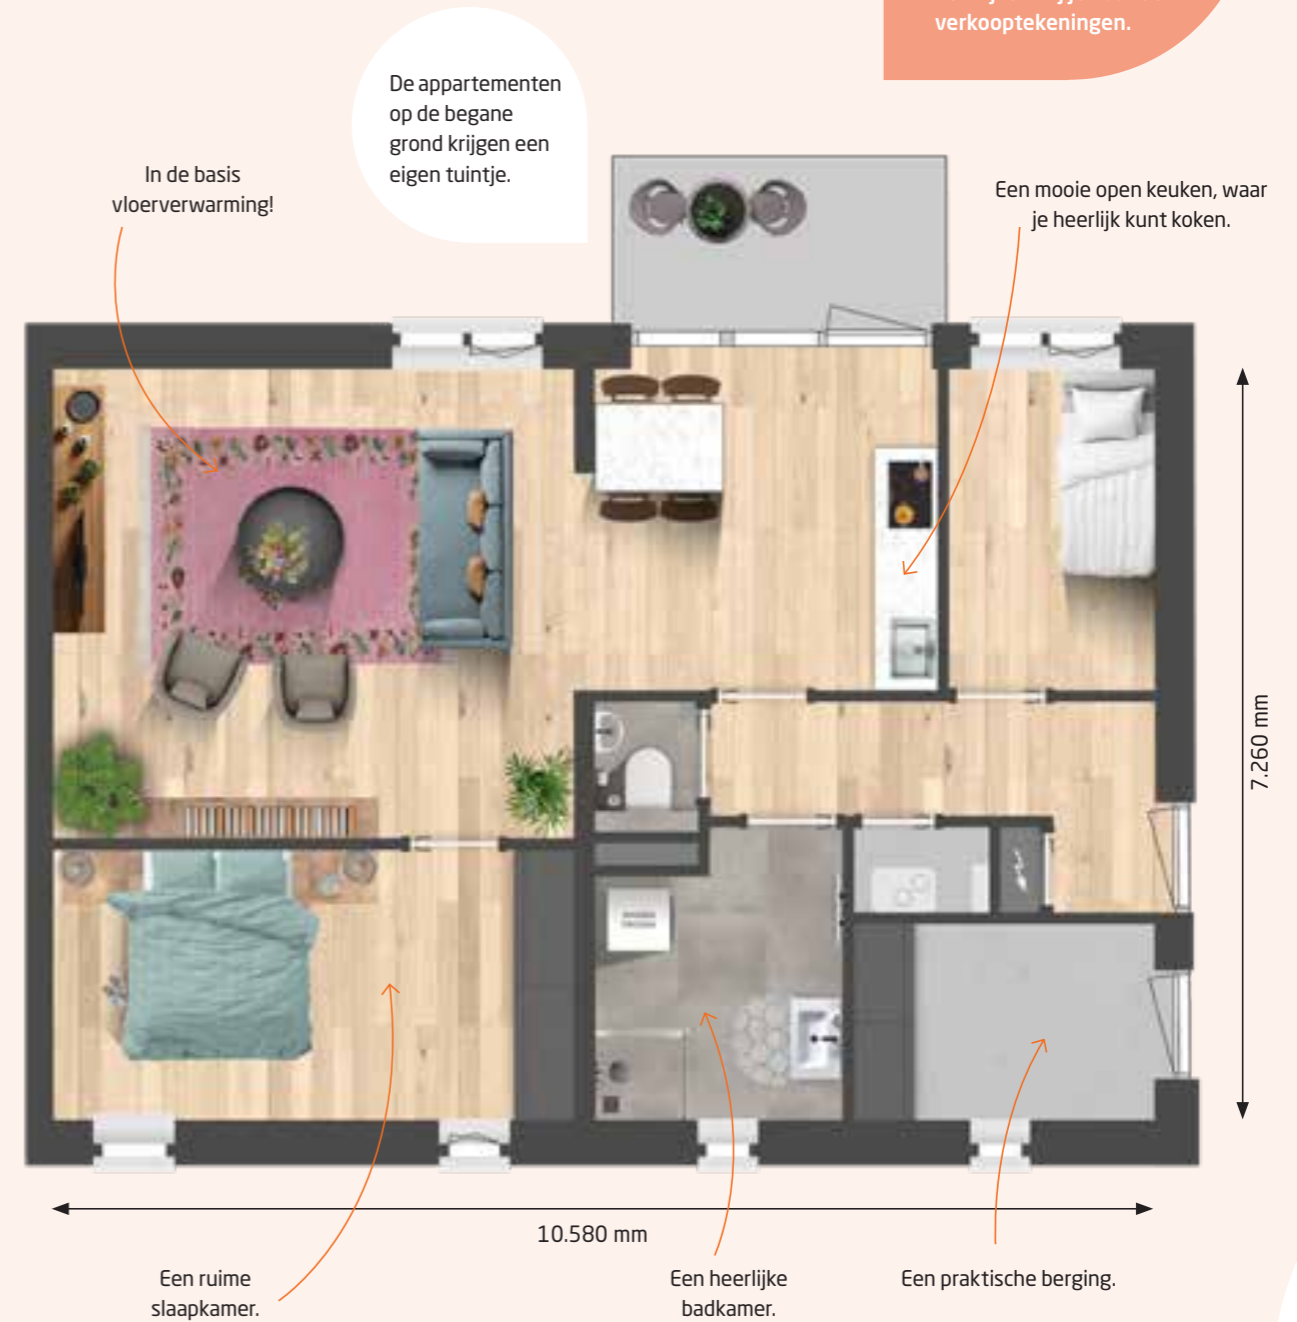 verkooptekeningen.
De appartementen
op de begane
grond krijgen een
eigen tuintje.
In de basis
vloerverwarming!
Een mooie open keuken, waar
je heerlijk kunt koken.
7.260 mm
10.580 mm
Een ruime
slaapkamer.
Een heerlijke
badkamer.
Een praktische berging.